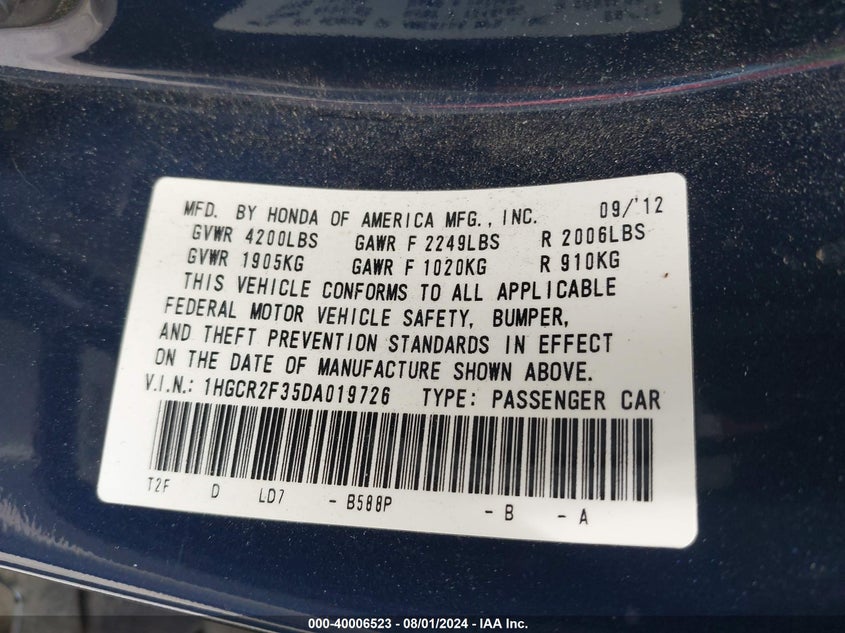 MFD. BY HONDA OF AMERICA MFG., INC. 09/'12
GVWR 4200LBS GAWR F 2249LBS R 2006LBS
GVWR 1905KG GAWR F 1020KG R 910KG
THIS VEHICLE CONFORMS TO ALL APPLICABLE
FEDERAL MOTOR VEHICLE SAFETY, BUMPER,
AND THEFT PREVENTION STANDARDS IN EFFECT
ON THE DATE OF MANUFACTURE SHOWN ABOVE.
V.I.N.: 1HGCR2F35DA019726 TYPE: PASSENGER CAR
T2F D LD7 - B588P - B - A
000-40006523 - 08/01/2024 - IAA Inc.